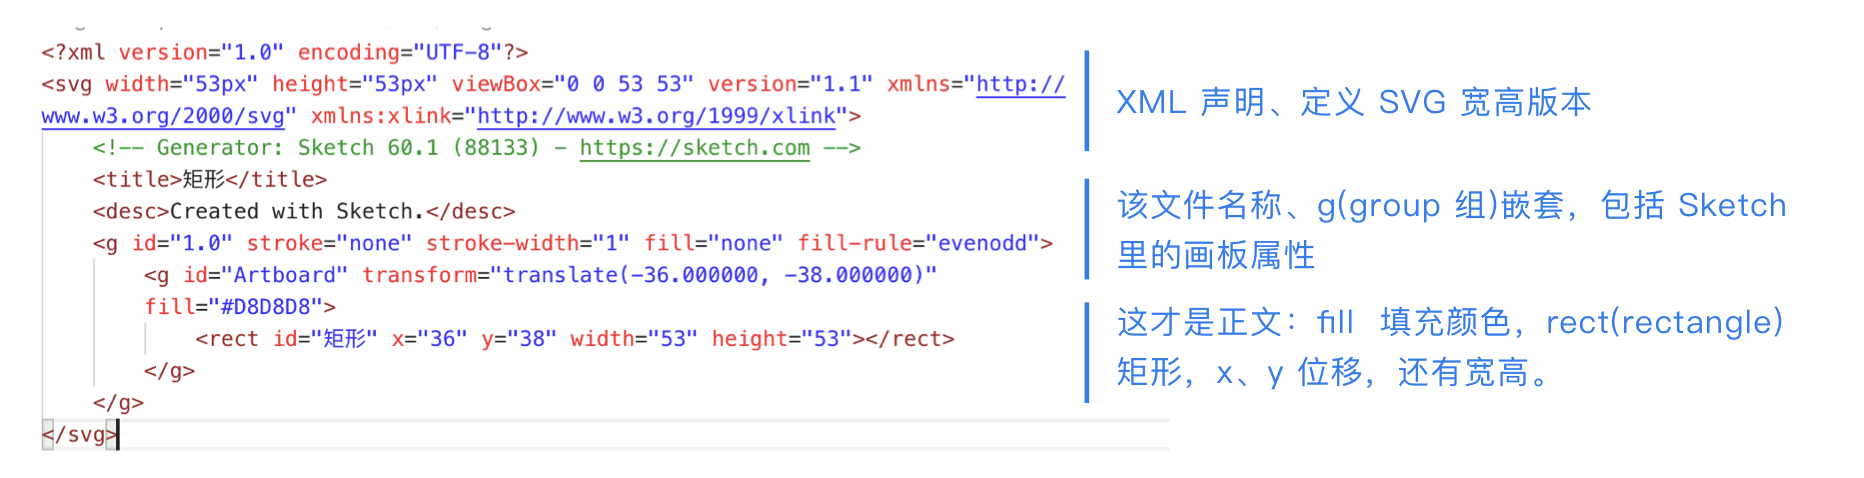 <?xml version="1.0" encoding="UTF-8"?>
<svg width="53px" height="53px" viewBox="0 0 53 53" version="1.1" xmlns="http://
www.w3.org/2000/svg" xmlns:xlink="http://www.w3.org/1999/xlink">
<!-- Generator: Sketch 60.1 (88133) - https://sketch.com -->
<title>矩形</title>
<desc>Created with Sketch.</desc>
<g id="1.0" stroke="none" stroke-width="1" fill="none" fill-rule="evenodd">
<g id="Artboard" transform="translate(-36.000000, -38.000000)"
fill="#D8D8D8">
<rect id="矩形" x="36" y="38" width="53" height="53"></rect>
</g>
</g>
</svg>
XML 声明、定义 SVG 宽高版本
该文件名称、g(group 组)嵌套，包括 Sketch
里的画板属性
这才是正文：fill 填充颜色，rect(rectangle)
矩形，x、y 位移，还有宽高。